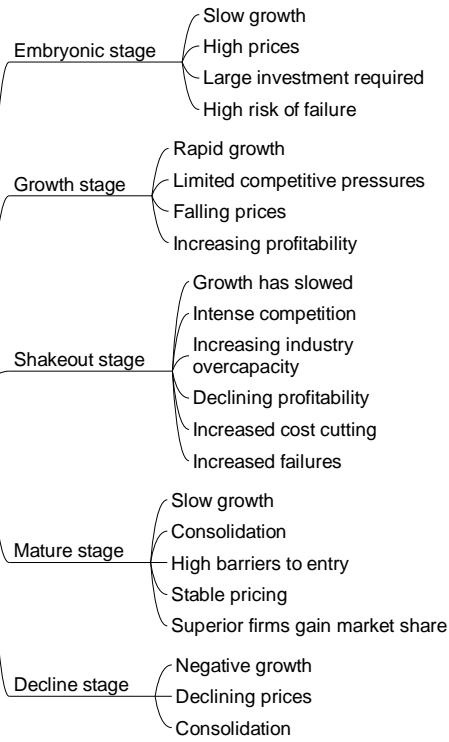 Embryonic stage
Slow growth
High prices
Large investment required
High risk of failure
Growth stage
Rapid growth
Limited competitive pressures
Falling prices
Increasing profitability
Shakeout stage
Growth has slowed
Intense competition
Increasing industry
overcapacity
Declining profitability
Increased cost cutting
Increased failures
Mature stage
Slow growth
Consolidation
High barriers to entry
Stable pricing
Superior firms gain market share
Decline stage
Negative growth
Declining prices
Consolidation